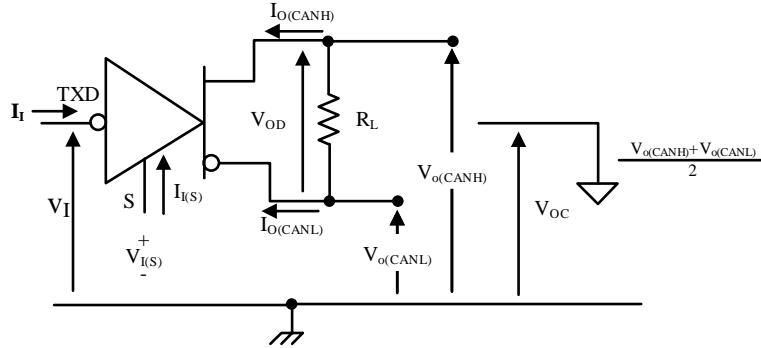 I_O(CANH)
TXD
I_I
V_OD
R_L
V_o(CANH)+V_o(CANL)
2
V_o(CANH)
S
I_I(S)
V_I
V_OC
I_O(CANL)
+
V_I(S)
-
V_o(CANL)